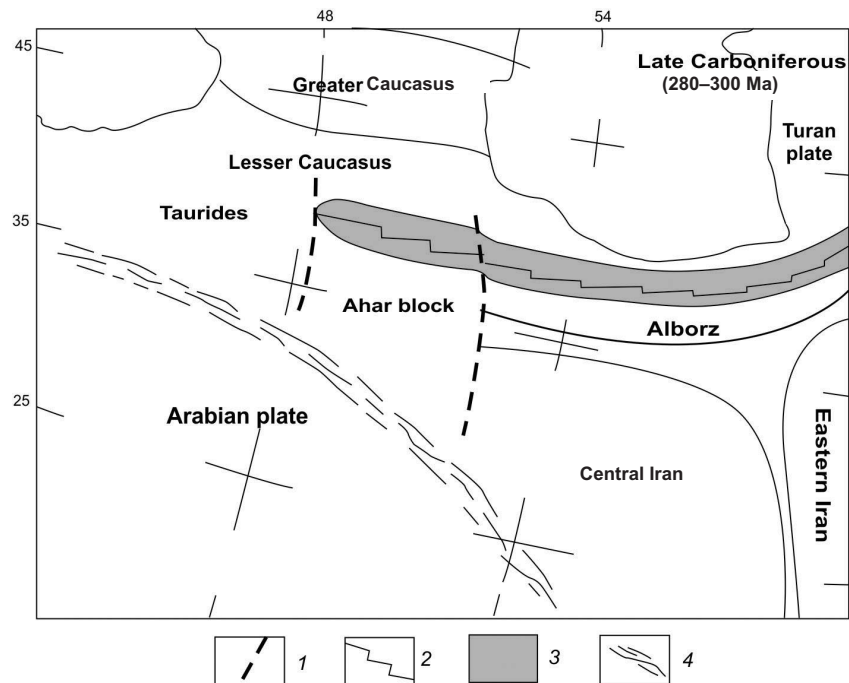 48 54
45
Late Carboniferous
(280–300 Ma)
Greater Caucasus
Turan
plate
Lesser Caucasus
Taurides
35
Ahar block
Alborz
25
Arabian plate
Central Iran
Eastern Iran
1 2 3 4